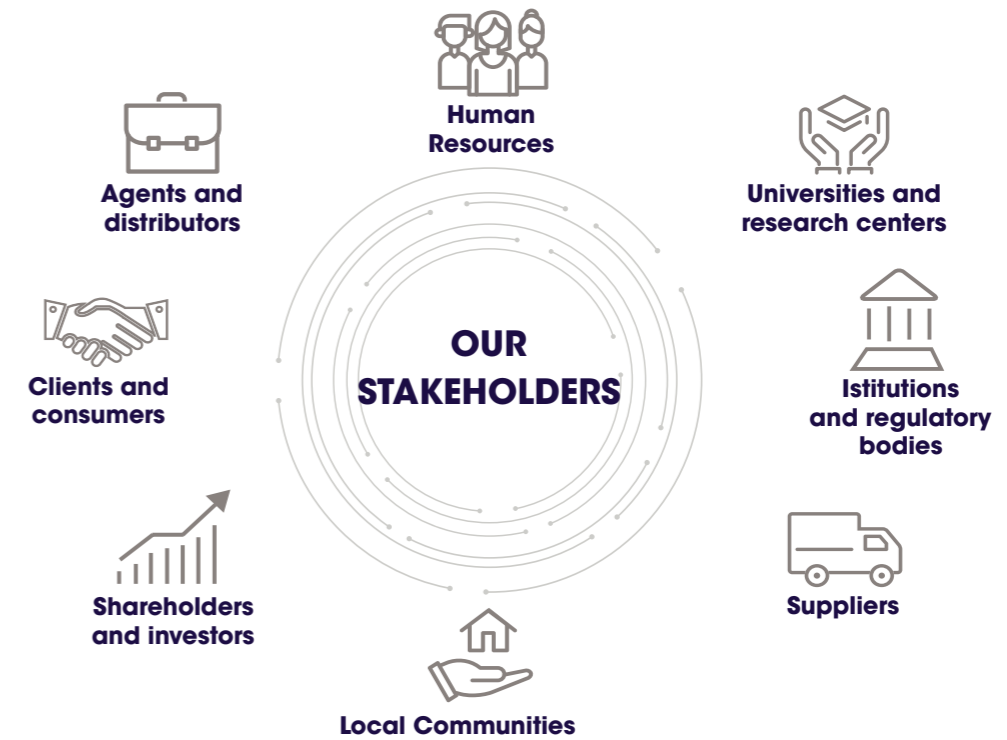 Human
Resources
Agents and
distributors
Universities and
research centers
OUR
STAKEHOLDERS
Clients and
consumers
Istitutions
and regulatory
bodies
Shareholders
and investors
Suppliers
Local Communities